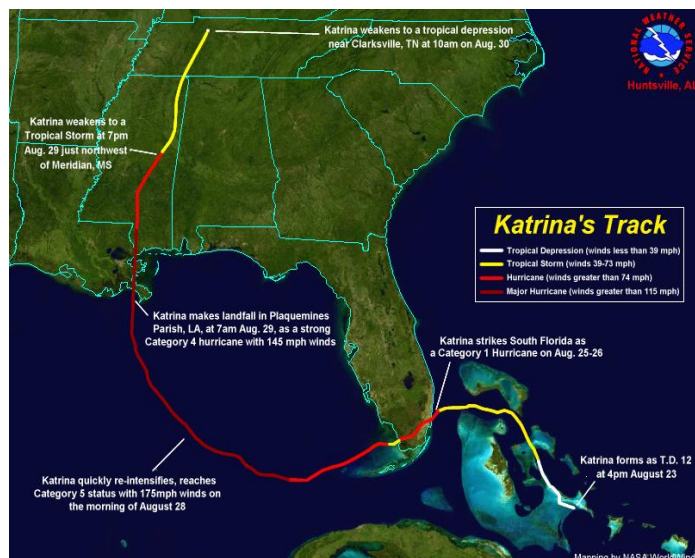 Katrina weakens to a tropical depression
near Clarksville, TN at 10am on Aug. 30
NATIONAL WEATHER SERVICE
Huntsville, AL
Katrina weakens to a
Tropical Storm at 7pm
Aug. 29 just northwest
of Meridian, MS
Katrina's Track
Tropical Depression (winds less than 39 mph)
Tropical Storm (winds 39-73 mph)
Hurricane (winds greater than 74 mph)
Major Hurricane (winds greater than 115 mph)
Katrina makes landfall in Plaquemines
Parish, LA, at 7am Aug. 29, as a strong
Category 4 hurricane with 145 mph winds
Katrina strikes South Florida as
a Category 1 Hurricane on Aug. 25-26
Katrina forms as T.D. 12
at 4pm August 23
Katrina quickly re-intensifies, reaches
Category 5 status with 175mph winds on
the morning of August 28
Mapping by NASA WorldWind